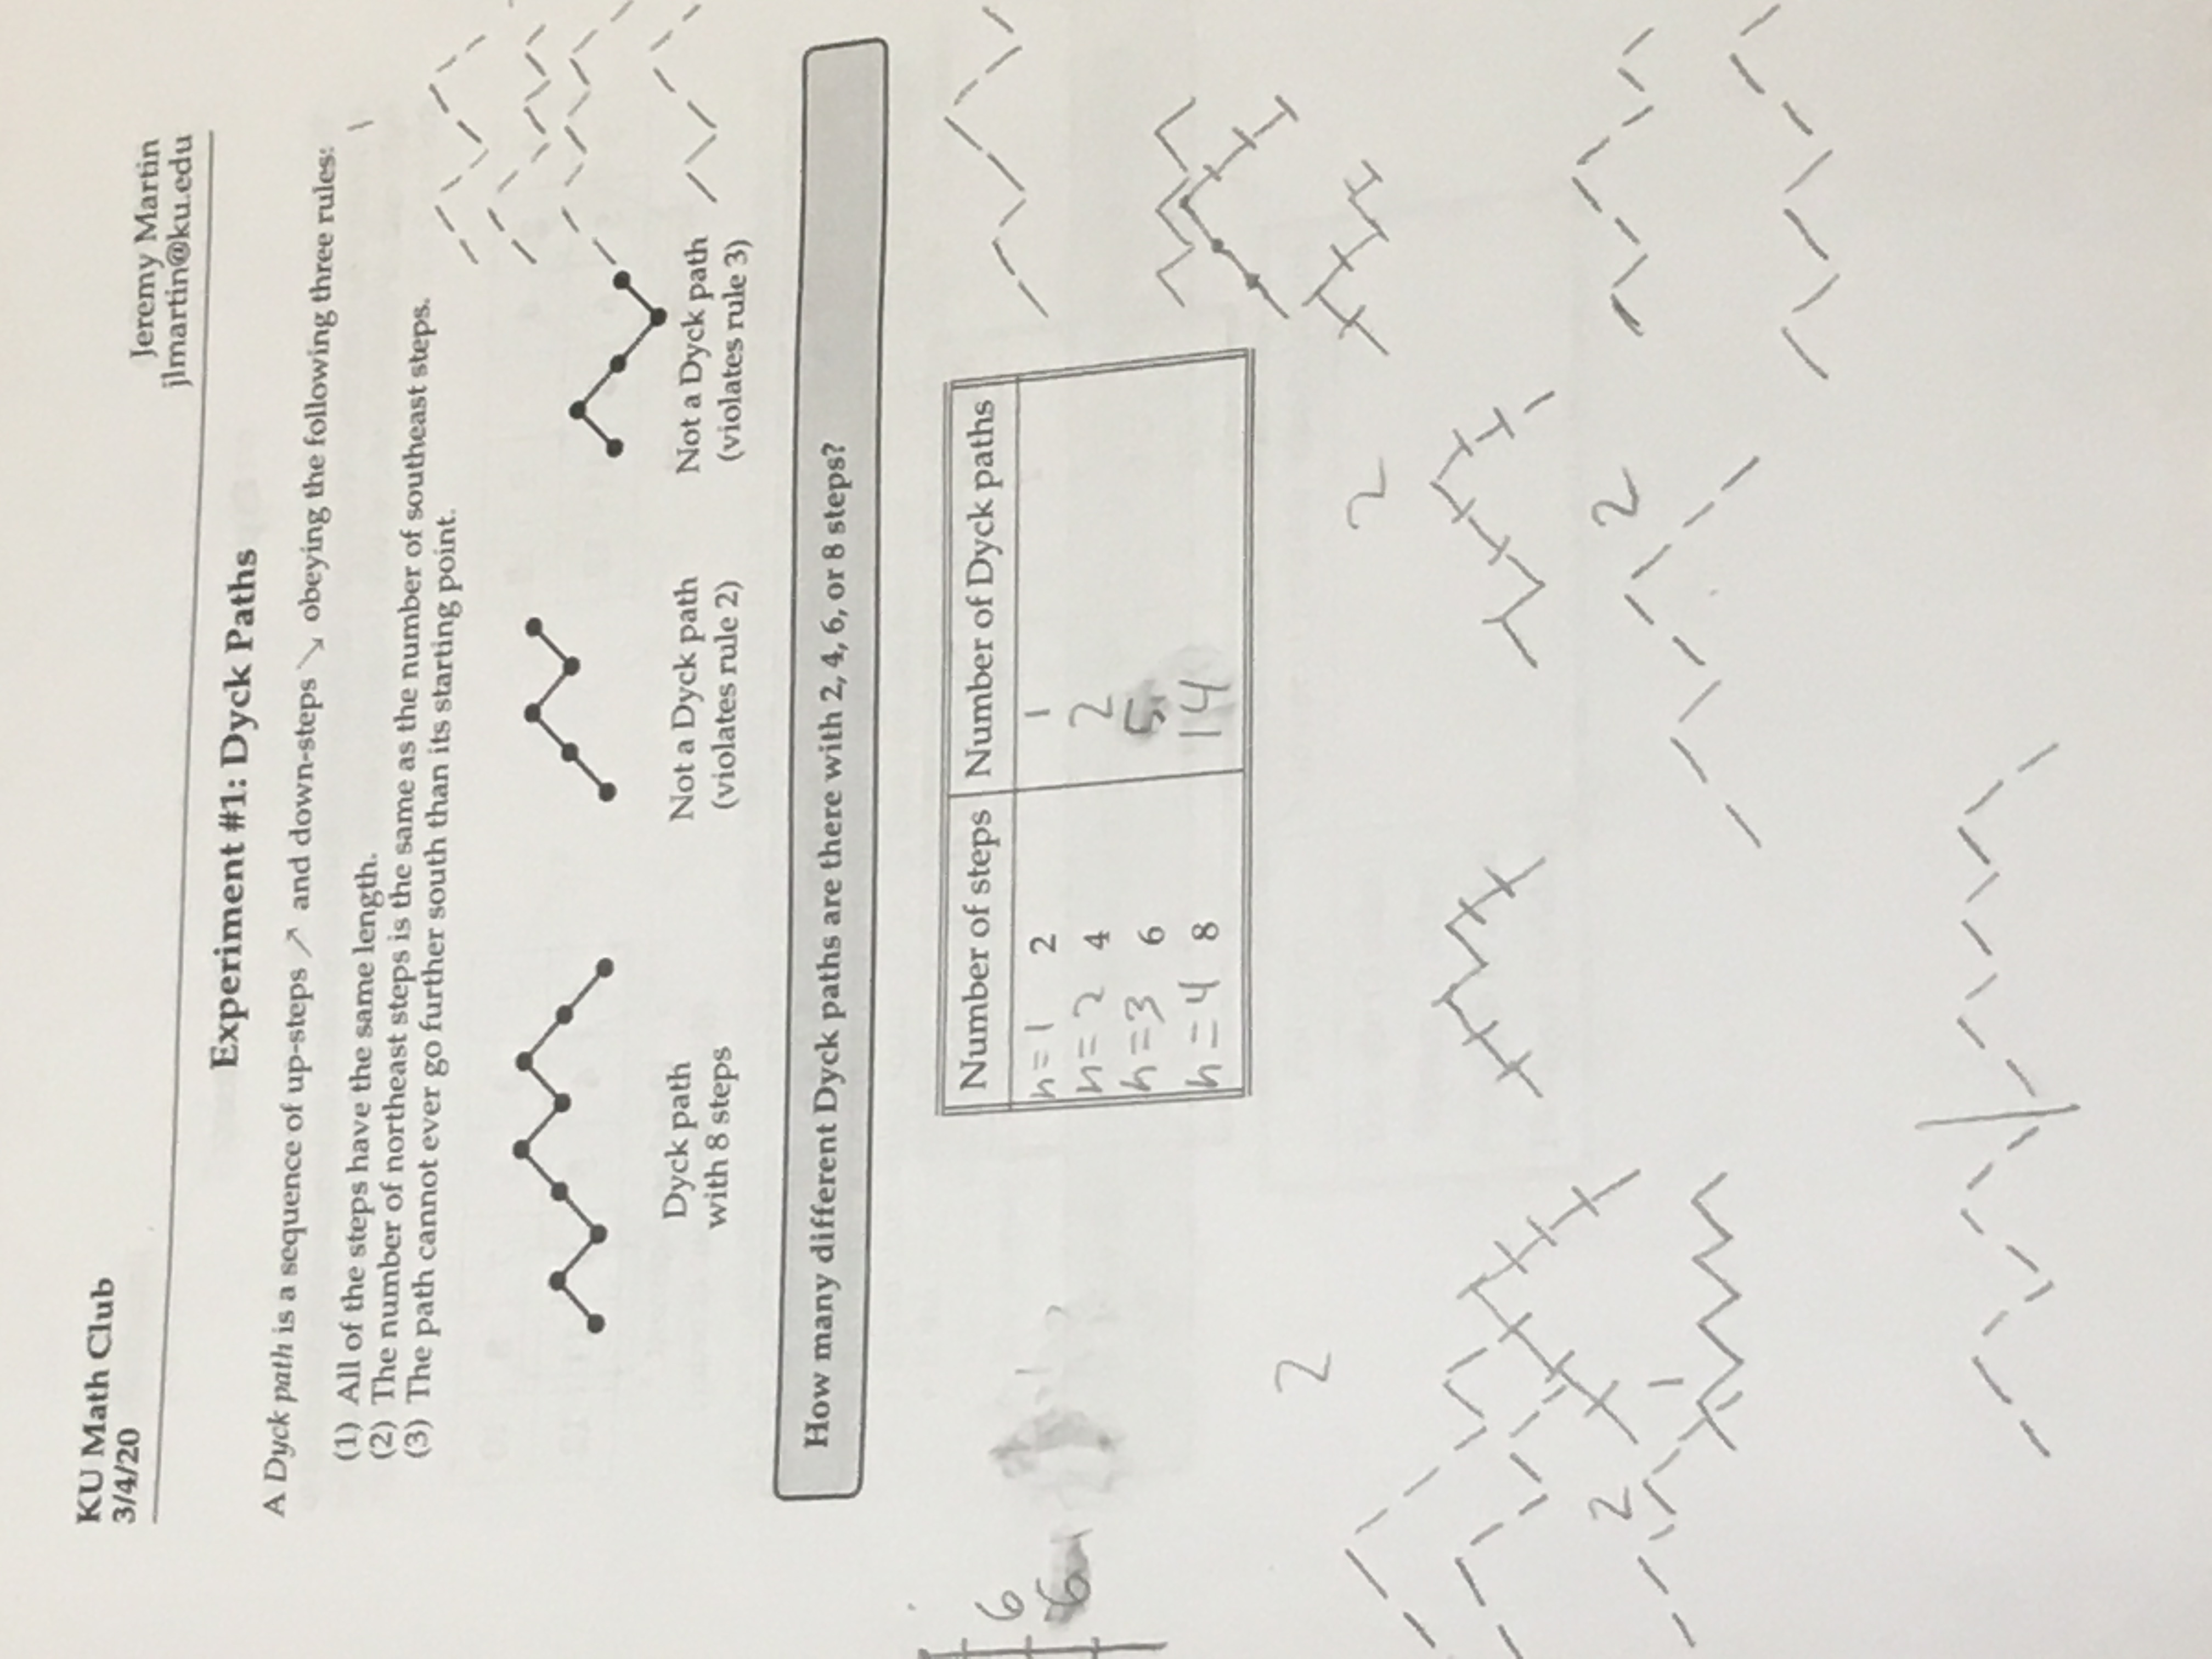 KU Math Club
3/4/20
Jeremy Martin
jlmartin@ku.edu
Experiment #1: Dyck Paths
A Dyck path is a sequence of up-steps ↗ and down-steps ↘ obeying the following three rules:
(1) All of the steps have the same length.
(2) The number of northeast steps is the same as the number of southeast steps.
(3) The path cannot ever go further south than its starting point.
Dyck path
with 8 steps
Not a Dyck path
(violates rule 2)
Not a Dyck path
(violates rule 3)
How many different Dyck paths are there with 2, 4, 6, or 8 steps?
Number of steps Number of Dyck paths
n=1 2 1
n=2 4 2
n=3 6 5
n=4 8 14
6
6
2
2
2
1
2